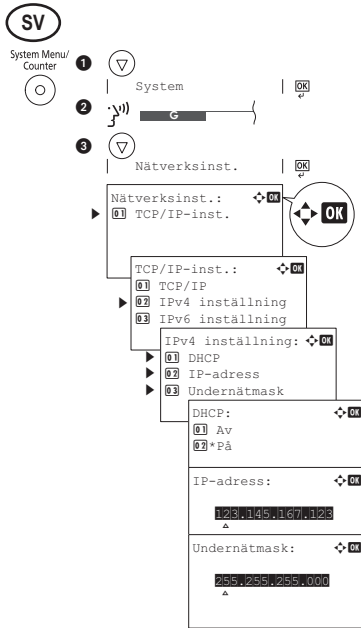 SV
System Menu/
Counter
1
System
OK
2
G
3
Nätverksinst.
OK
Nätverksinst.: OK
01 TCP/IP-inst.
OK
TCP/IP-inst.: OK
01 TCP/IP
02 IPv4 inställning
03 IPv6 inställning
IPv4 inställning: OK
01 DHCP
02 IP-adress
03 Undernätmask
DHCP: OK
01 Av
02 *På
IP-adress: OK
123.145.167.123
Undernätmask: OK
255.255.255.000